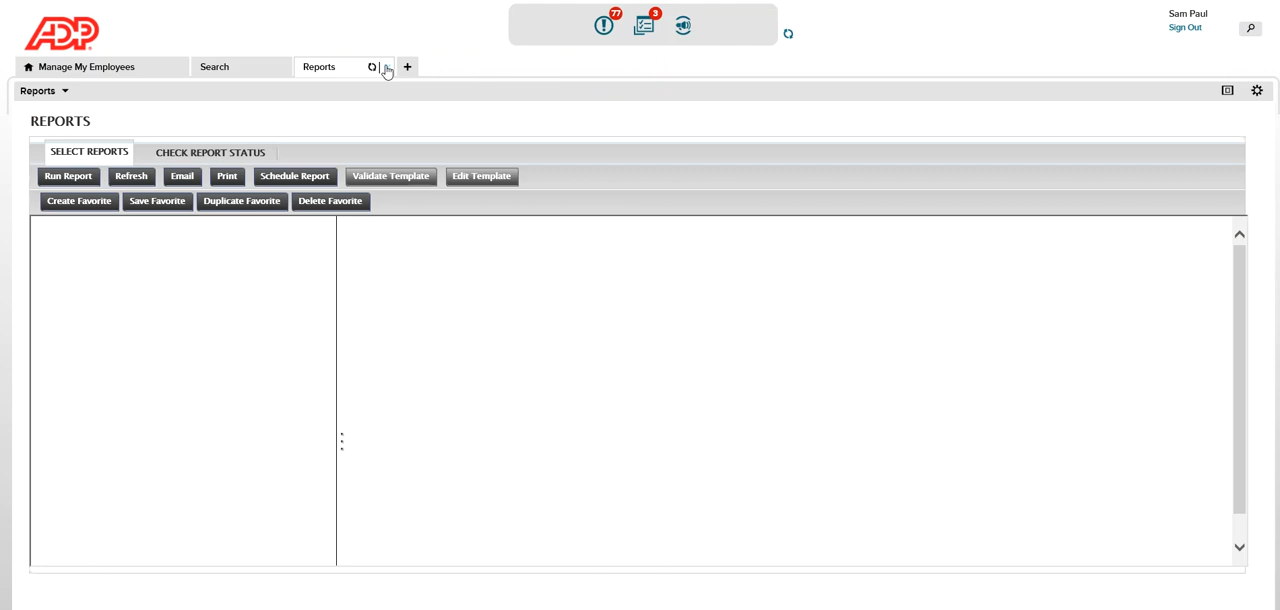 ADP
77
3
Sam Paul
Sign Out
Manage My Employees
Search
Reports
Reports
REPORTS
SELECT REPORTS
CHECK REPORT STATUS
Run Report
Refresh
Email
Print
Schedule Report
Validate Template
Edit Template
Create Favorite
Save Favorite
Duplicate Favorite
Delete Favorite